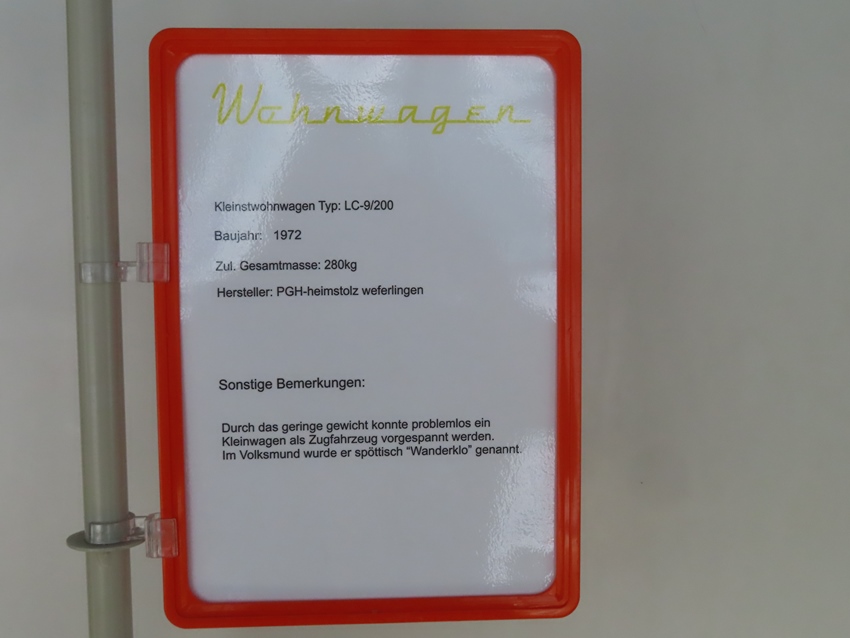 Wohnwagen
Kleinstwohnwagen Typ: LC-9/200
Baujahr: 1972
Zul. Gesamtmasse: 280kg
Hersteller: PGH-heimstolz weferlingen
Sonstige Bemerkungen:
Durch das geringe gewicht konnte problemlos ein
Kleinwagen als Zugfahrzeug vorgespannt werden.
Im Volksmund wurde er spöttisch “Wanderklo” genannt.